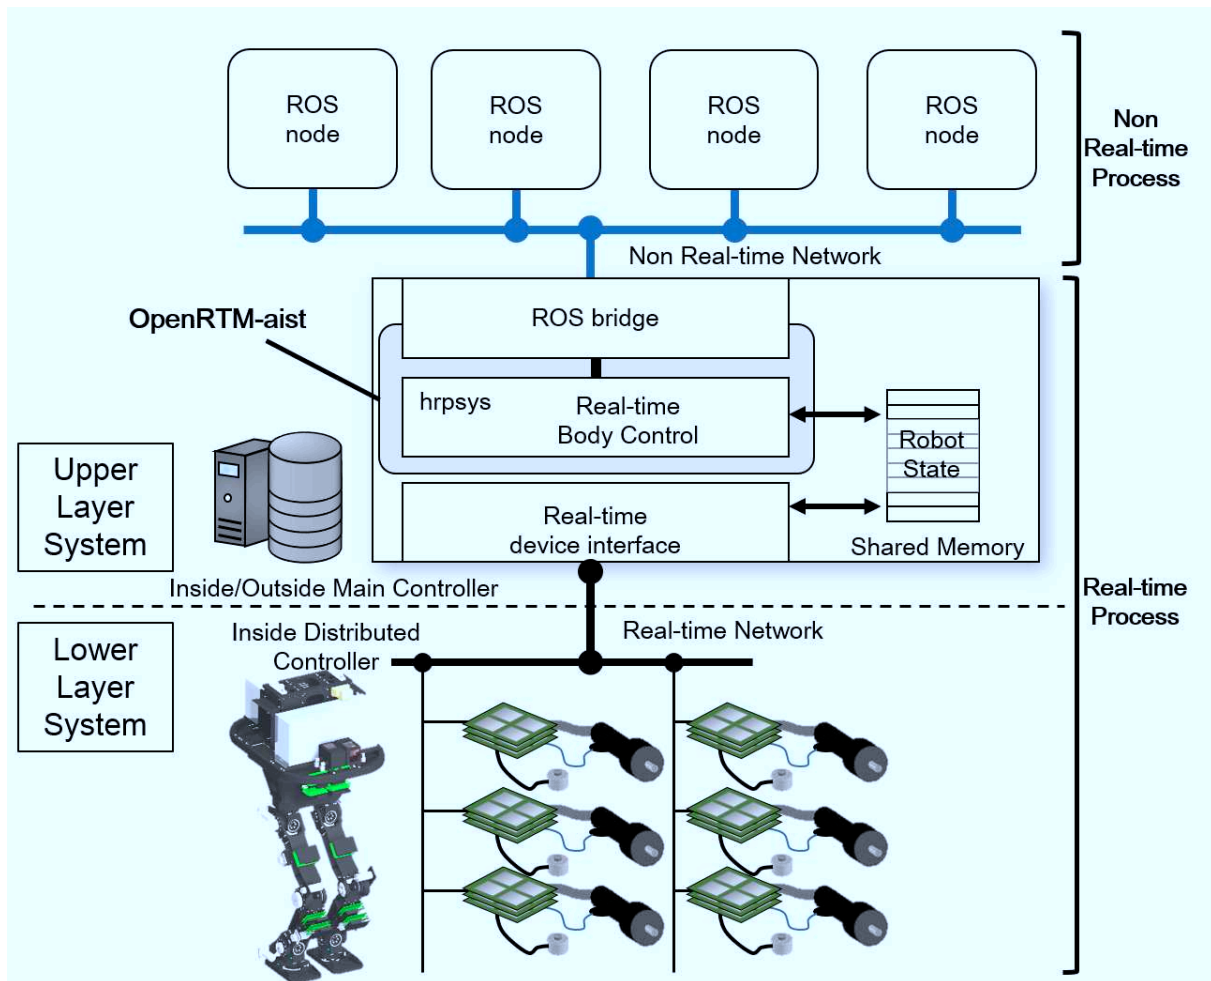 ROS
node
ROS
node
ROS
node
ROS
node
Non
Real-time
Process
Non Real-time Network
OpenRTM-aist
ROS bridge
hrpsys
Real-time
Body Control
Robot
State
Upper
Layer
System
Real-time
device interface
Shared Memory
Inside/Outside Main Controller
Real-time
Process
Lower
Layer
System
Inside Distributed
Controller
Real-time Network